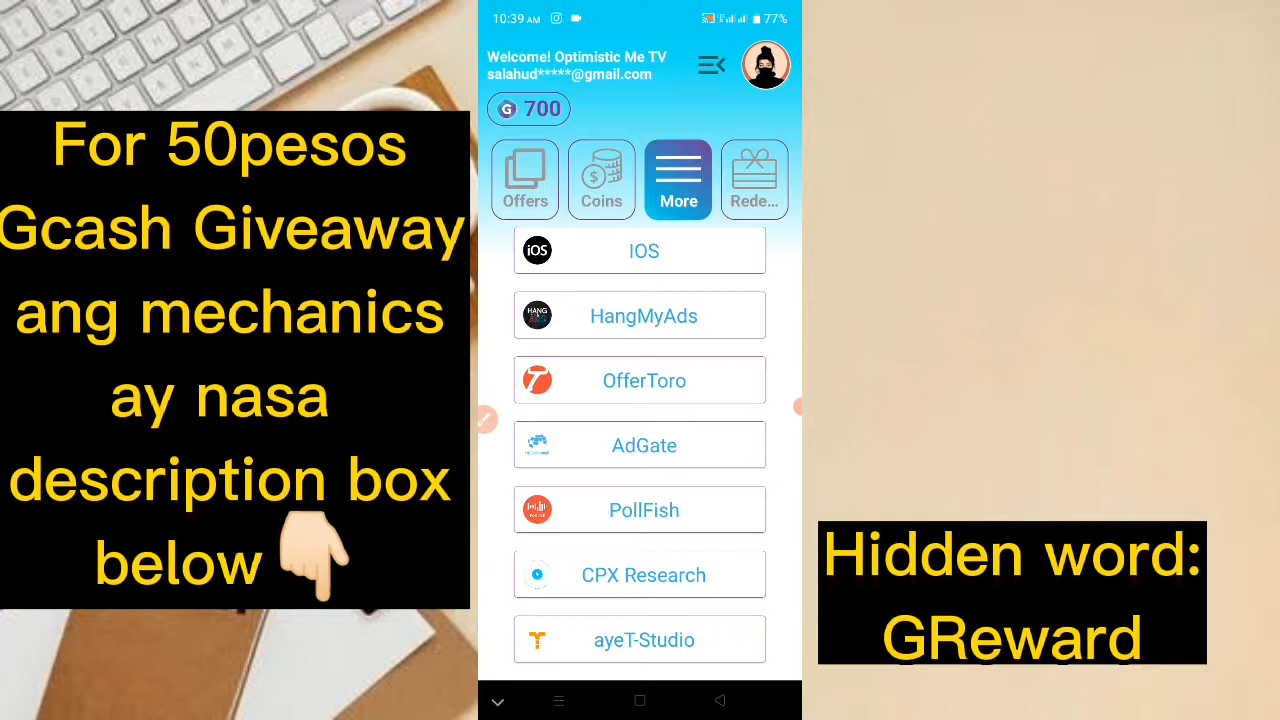 For 50pesos
Gcash Giveaway
ang mechanics
ay nasa
description box
below
10:39 AM
77%
Welcome! Optimistic Me TV
salahud*****@gmail.com
G 700
Offers
Coins
More
Rede...
iOS IOS
HANG HangMyAds
OfferToro
AdGate
PollFish
CPX Research
ayeT-Studio
Hidden word:
GReward